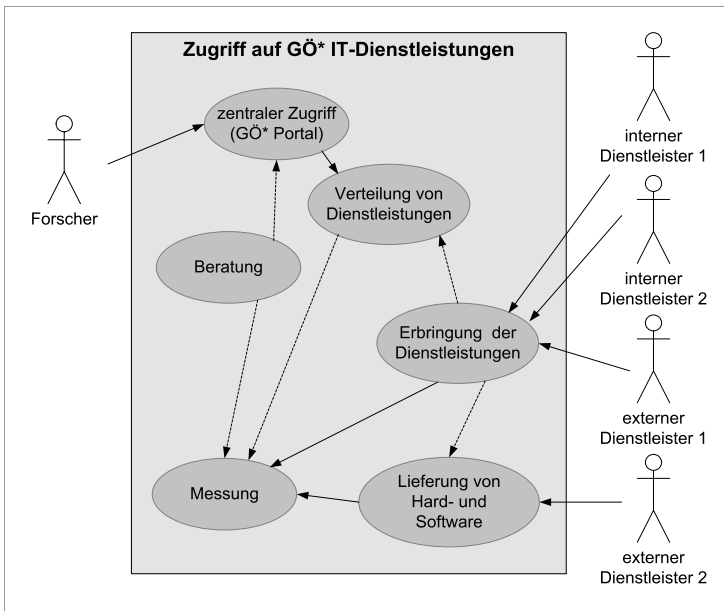 Zugriff auf GÖ* IT-Dienstleistungen
zentraler Zugriff
(GÖ* Portal)
Forscher
Verteilung von
Dienstleistungen
Beratung
Erbringung der
Dienstleistungen
Messung
Lieferung von
Hard- und
Software
interner
Dienstleister 1
interner
Dienstleister 2
externer
Dienstleister 1
externer
Dienstleister 2